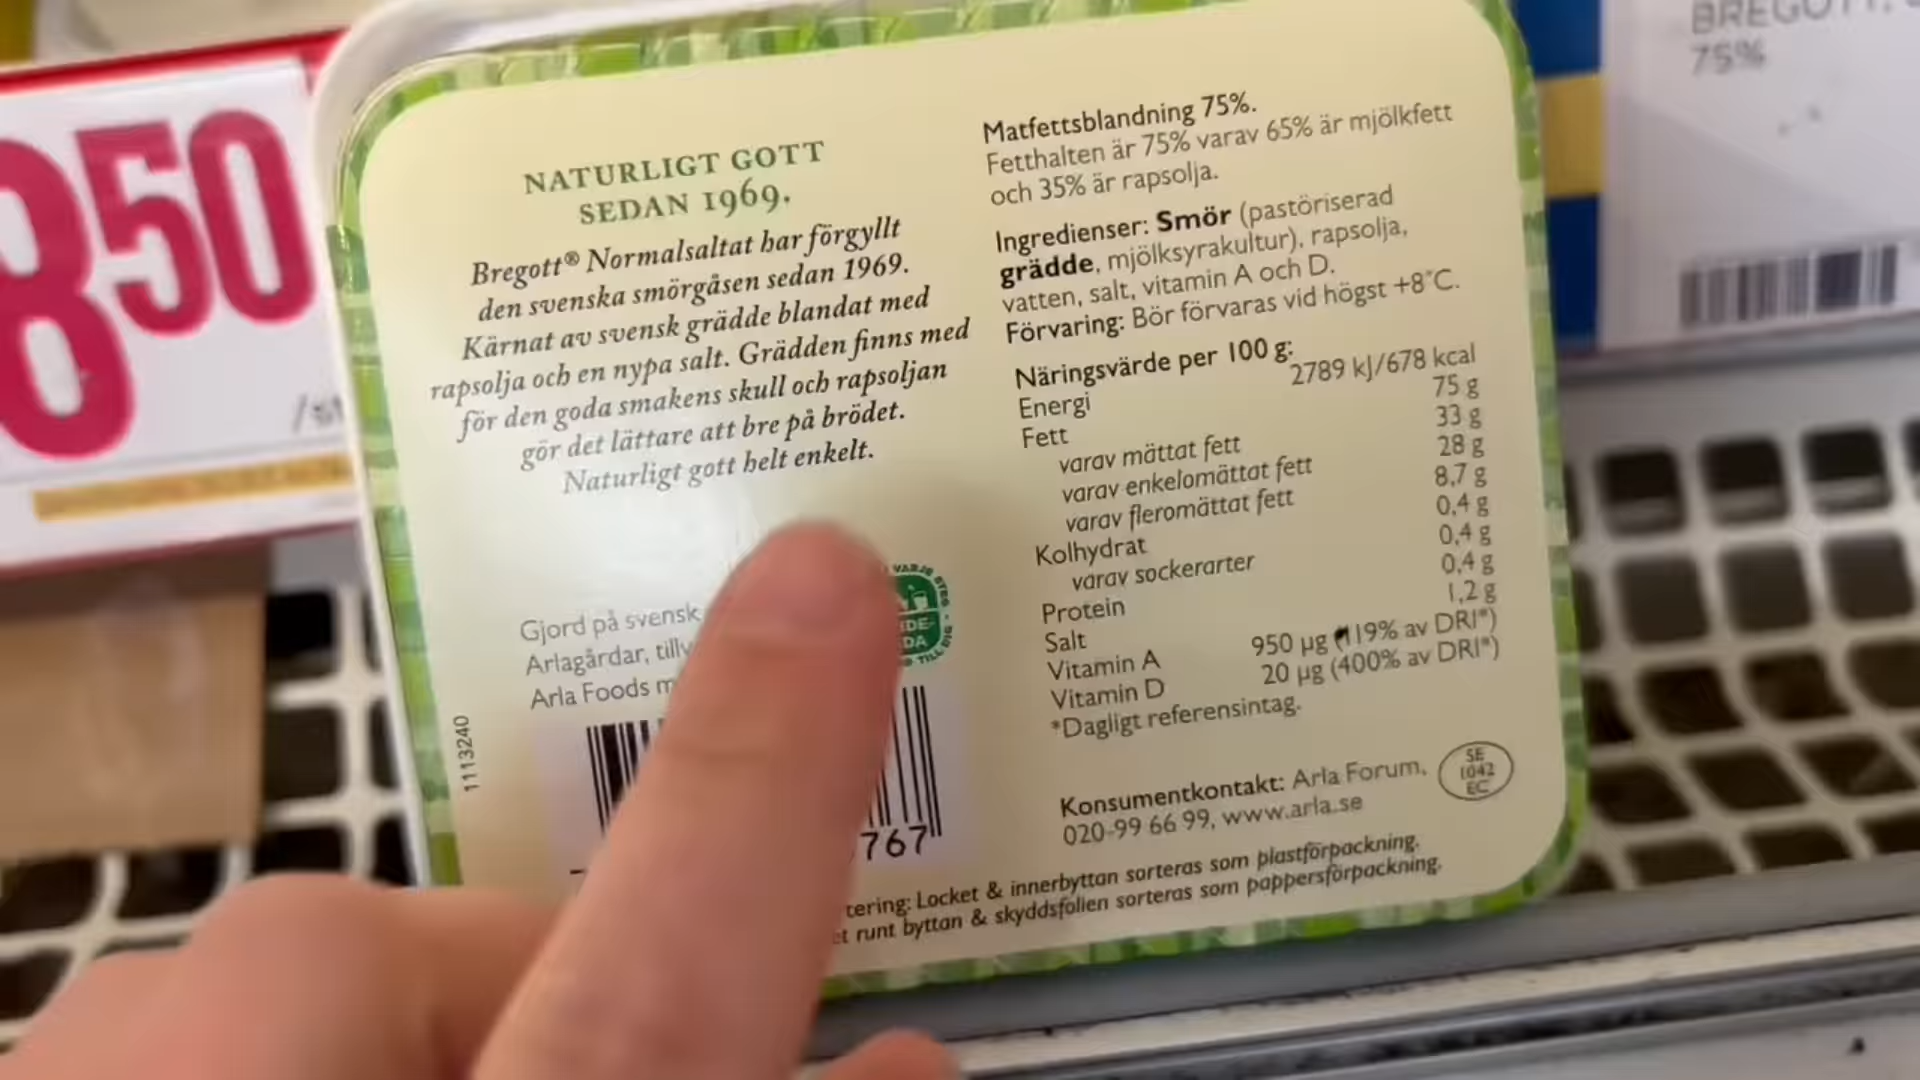 850
/st
BREGOTT
75%
NATURLIGT GOTT
SEDAN 1969.
Bregott® Normalsaltat har förgyllt
den svenska smörgåsen sedan 1969.
Kärnat av svensk grädde blandat med
rapsolja och en nypa salt. Grädden finns med
för den goda smakens skull och rapsoljan
gör det lättare att bre på brödet.
Naturligt gott helt enkelt.
Gjord på svensk
Arlagårdar, tillv
Arla Foods m
VARJE STEG
TILL DIG
1113240
767
Matfettsblandning 75%.
Fetthalten är 75% varav 65% är mjölkfett
och 35% är rapsolja.
Ingredienser: Smör (pastöriserad
grädde, mjölksyrakultur), rapsolja,
vatten, salt, vitamin A och D.
Förvaring: Bör förvaras vid högst +8°C.
Näringsvärde per 100 g:
Energi 2789 kJ/678 kcal
Fett 75 g
varav mättat fett 33 g
varav enkelomättat fett 28 g
varav fleromättat fett 8,7 g
Kolhydrat 0,4 g
varav sockerarter 0,4 g
Protein 0,4 g
Salt 1,2 g
Vitamin A 950 µg (119% av DRI*)
Vitamin D 20 µg (400% av DRI*)
*Dagligt referensintag.
Konsumentkontakt: Arla Forum,
020-99 66 99, www.arla.se
SE
1042
EC
tering: Locket & innerbyttan sorteras som plastförpackning.
et runt byttan & skyddsfolien sorteras som pappersförpackning.